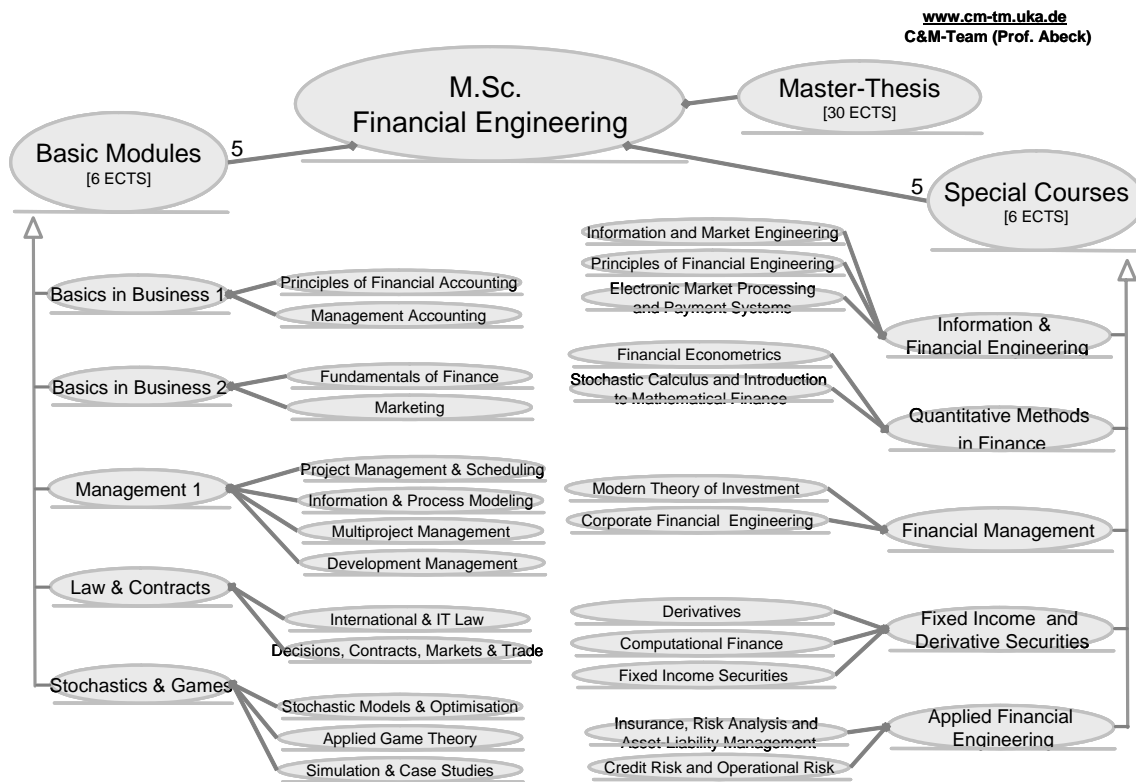 www.cm-tm.uka.de
C&M-Team (Prof. Abeck)
M.Sc.
Financial Engineering
Master-Thesis
[30 ECTS]
Basic Modules
[6 ECTS]
5
5
Special Courses
[6 ECTS]
Basics in Business 1
Principles of Financial Accounting
Management Accounting
Basics in Business 2
Fundamentals of Finance
Marketing
Management 1
Project Management & Scheduling
Information & Process Modeling
Multiproject Management
Development Management
Law & Contracts
International & IT Law
Decisions, Contracts, Markets & Trade
Stochastics & Games
Stochastic Models & Optimisation
Applied Game Theory
Simulation & Case Studies
Information and Market Engineering
Principles of Financial Engineering
Electronic Market Processing
and Payment Systems
Information &
Financial Engineering
Financial Econometrics
Stochastic Calculus and Introduction
to Mathematical Finance
Quantitative Methods
in Finance
Modern Theory of Investment
Corporate Financial Engineering
Financial Management
Derivatives
Computational Finance
Fixed Income Securities
Fixed Income and
Derivative Securities
Insurance, Risk Analysis and
Asset-Liability Management
Credit Risk and Operational Risk
Applied Financial
Engineering